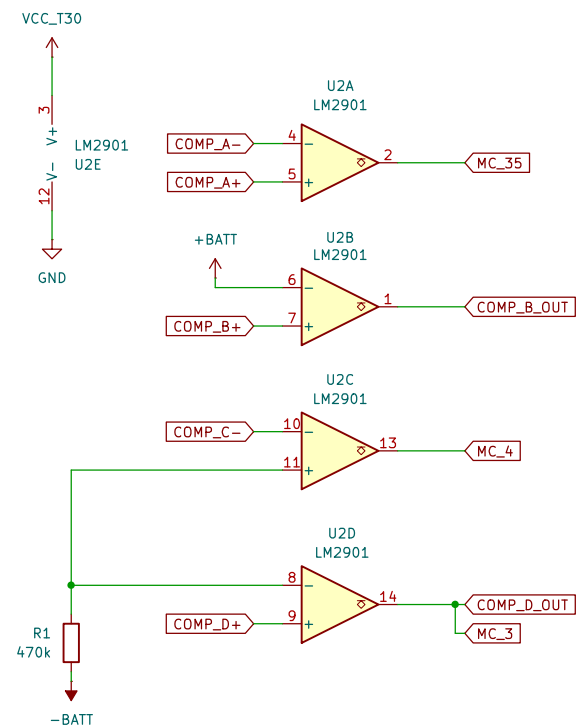 VCC_T30
3
V+
LM2901
U2E
V-
12
GND
U2A
LM2901
COMP_A-
4
-
COMP_A+
5
+
2
MC_35
+BATT
U2B
LM2901
6
-
COMP_B+
7
+
1
COMP_B_OUT
U2C
LM2901
COMP_C-
10
-
11
+
13
MC_4
U2D
LM2901
8
-
COMP_D+
9
+
14
COMP_D_OUT
MC_3
R1
470k
-BATT